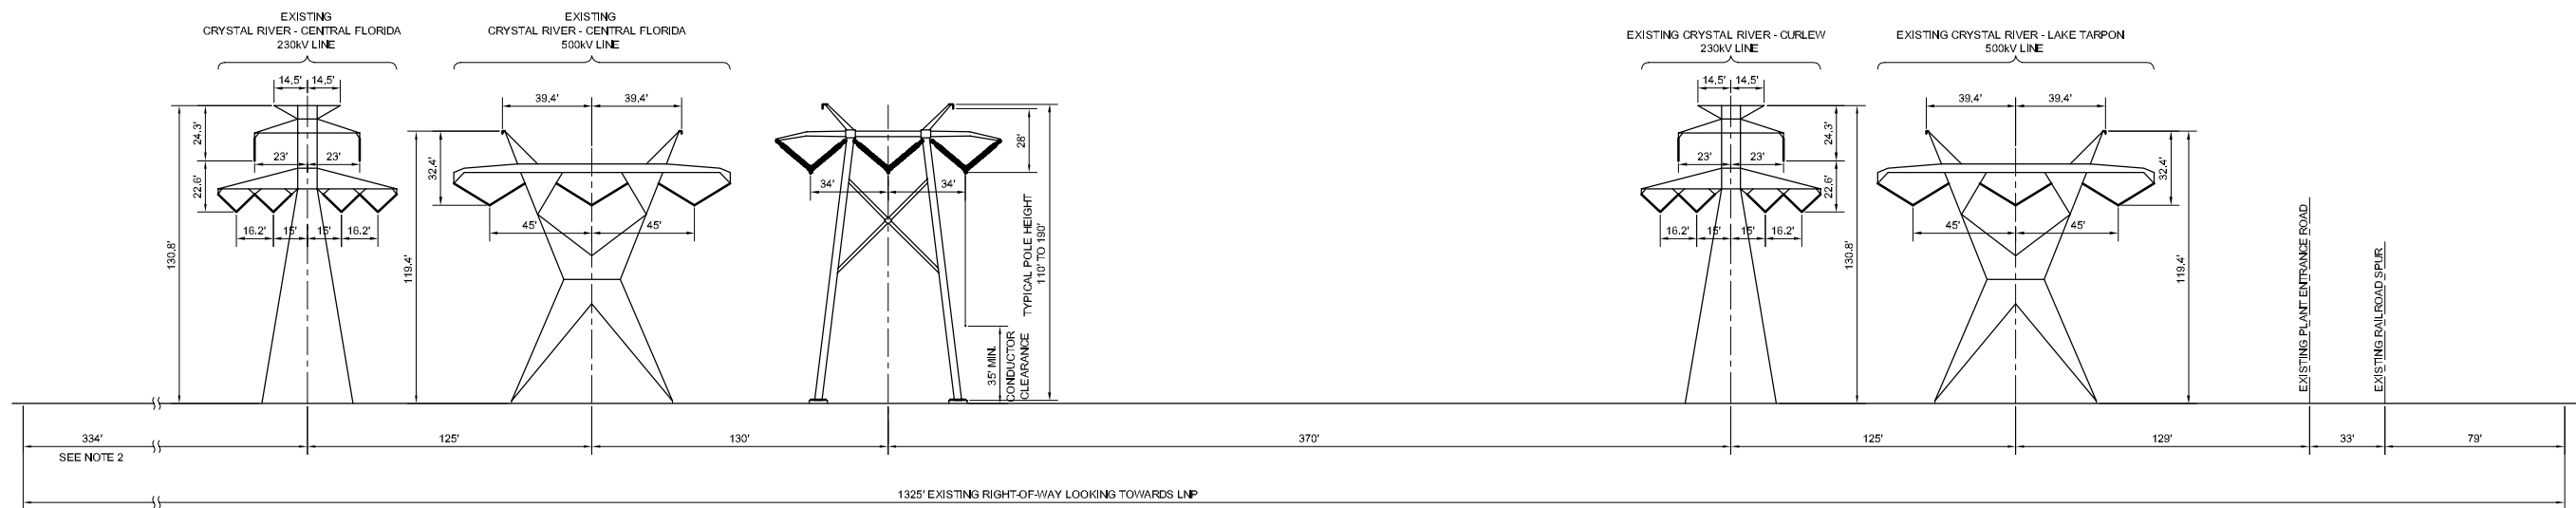 EXISTING
CRYSTAL RIVER - CENTRAL FLORIDA
230kV LINE
14.5' 14.5'
24.3'
23' 23'
22.6'
16.2' 15' 15' 16.2'
130.8'
EXISTING
CRYSTAL RIVER - CENTRAL FLORIDA
500kV LINE
39.4' 39.4'
32.4'
45' 45'
119.4'
28'
34' 34'
TYPICAL POLE HEIGHT
110' TO 190'
35' MIN.
CONDUCTOR
CLEARANCE
EXISTING CRYSTAL RIVER - CURLEW
230kV LINE
14.5' 14.5'
24.3'
23' 23'
22.6'
16.2' 15' 15' 16.2'
130.8'
EXISTING CRYSTAL RIVER - LAKE TARPON
500kV LINE
39.4' 39.4'
32.4'
45' 45'
119.4'
EXISTING PLANT ENTRANCE ROAD
EXISTING RAILROAD SPUR
334' 125' 130' 370' 125' 129' 33' 79'
SEE NOTE 2
1325' EXISTING RIGHT-OF-WAY LOOKING TOWARDS LNP